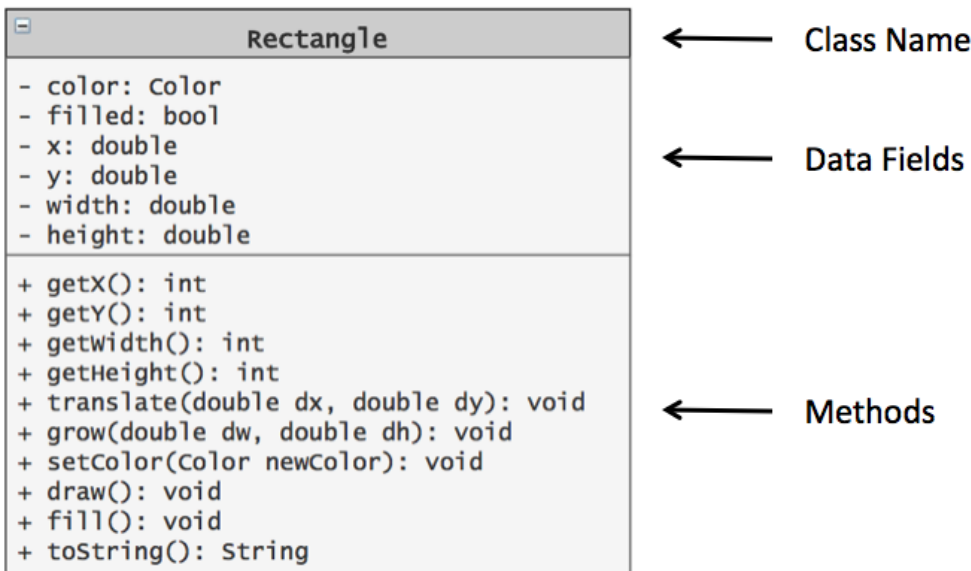 Rectangle
Class Name
- color: Color
- filled: bool
- x: double
- y: double
- width: double
- height: double
Data Fields
+ getX(): int
+ getY(): int
+ getWidth(): int
+ getHeight(): int
+ translate(double dx, double dy): void
+ grow(double dw, double dh): void
+ setColor(Color newColor): void
+ draw(): void
+ fill(): void
+ toString(): String
Methods